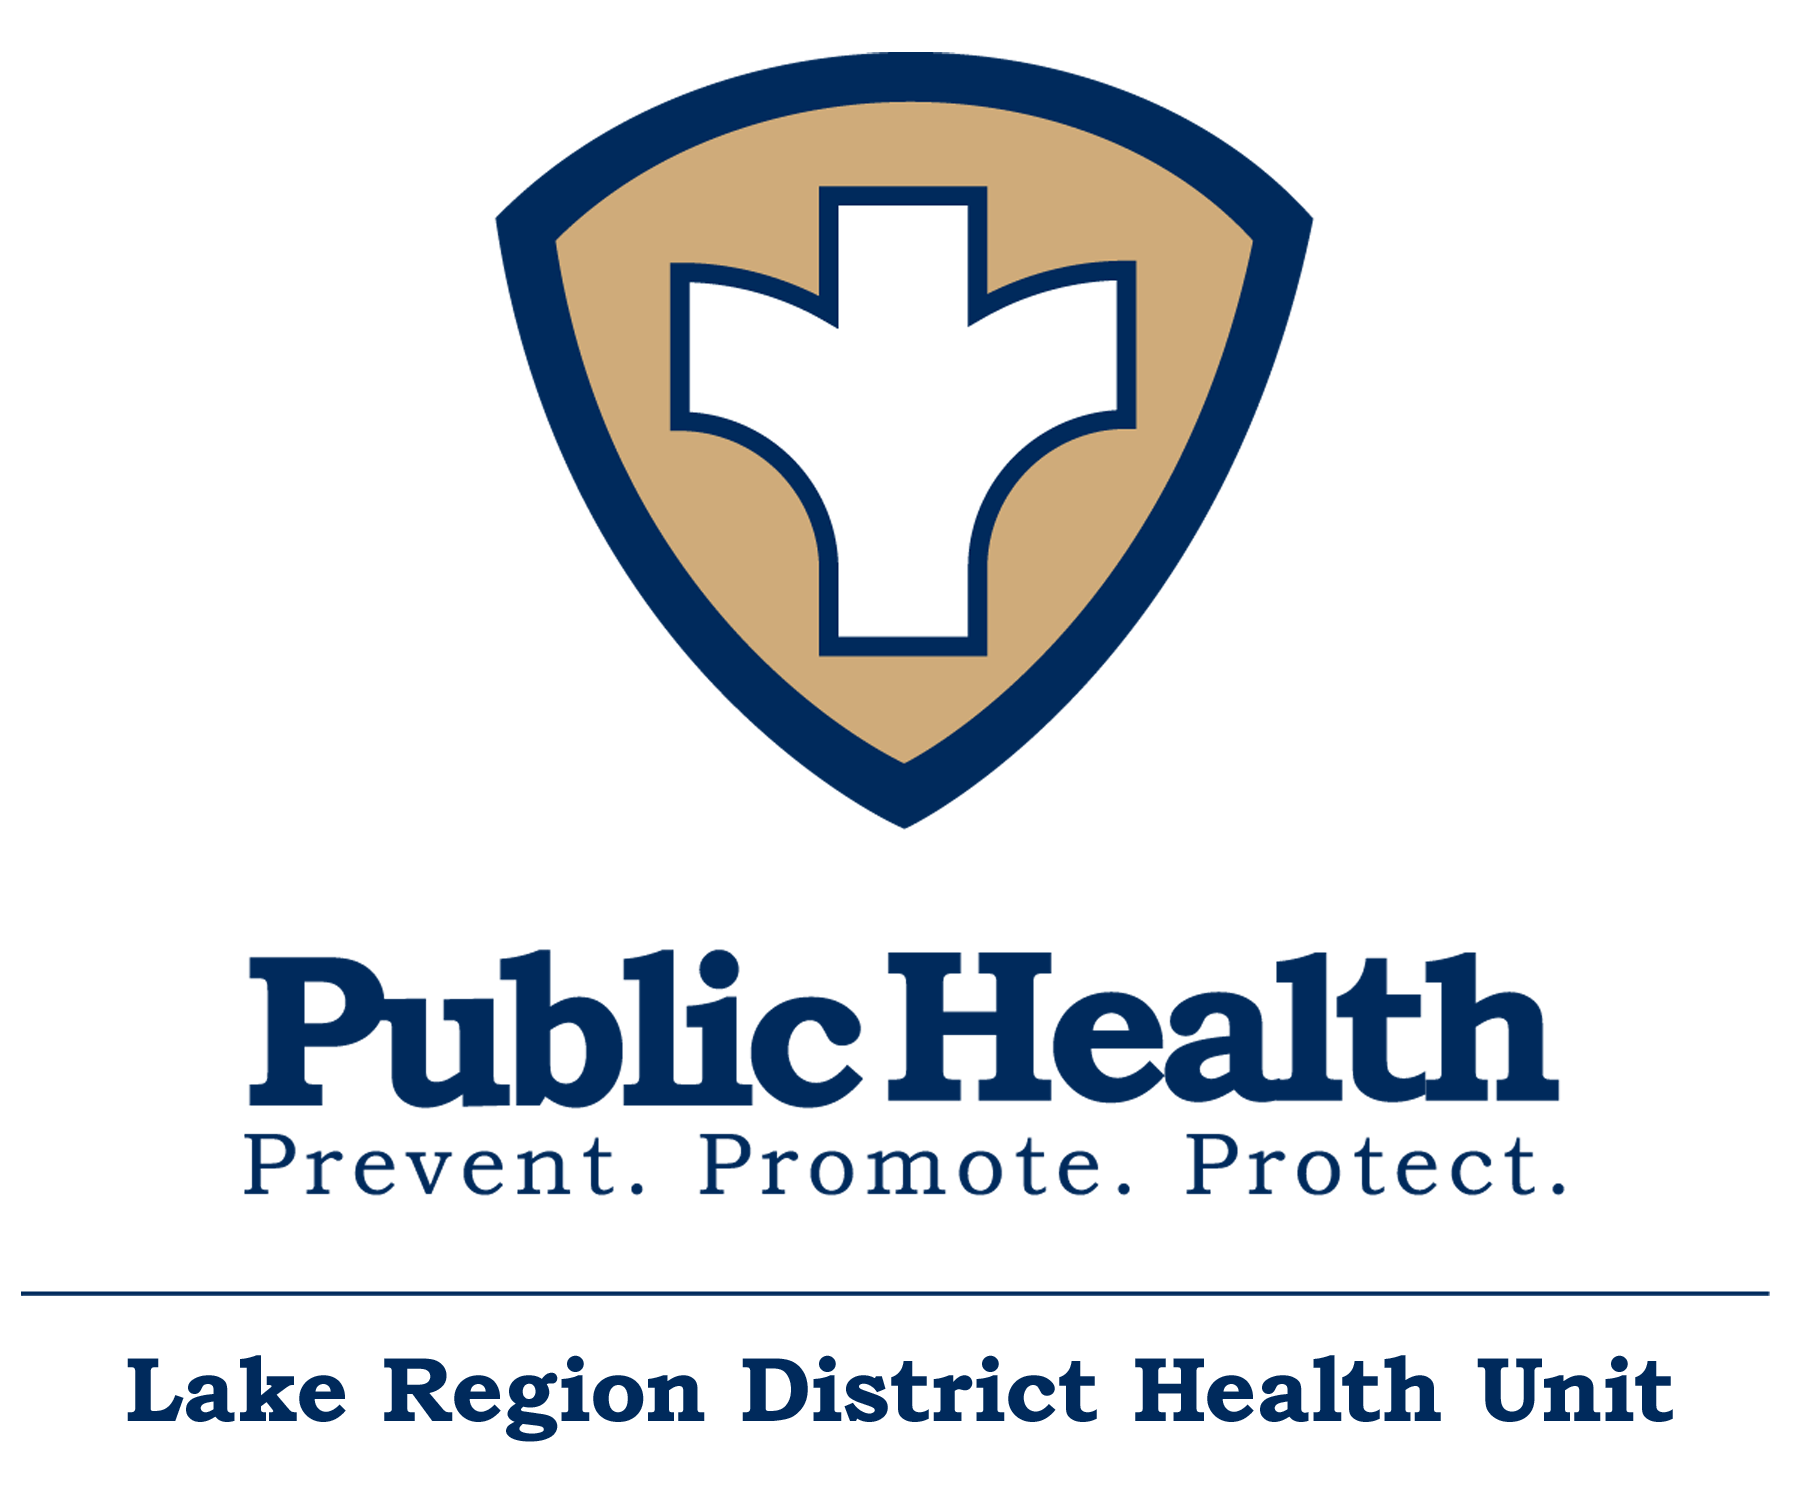 Public Health
Prevent. Promote. Protect.
Lake Region District Health Unit